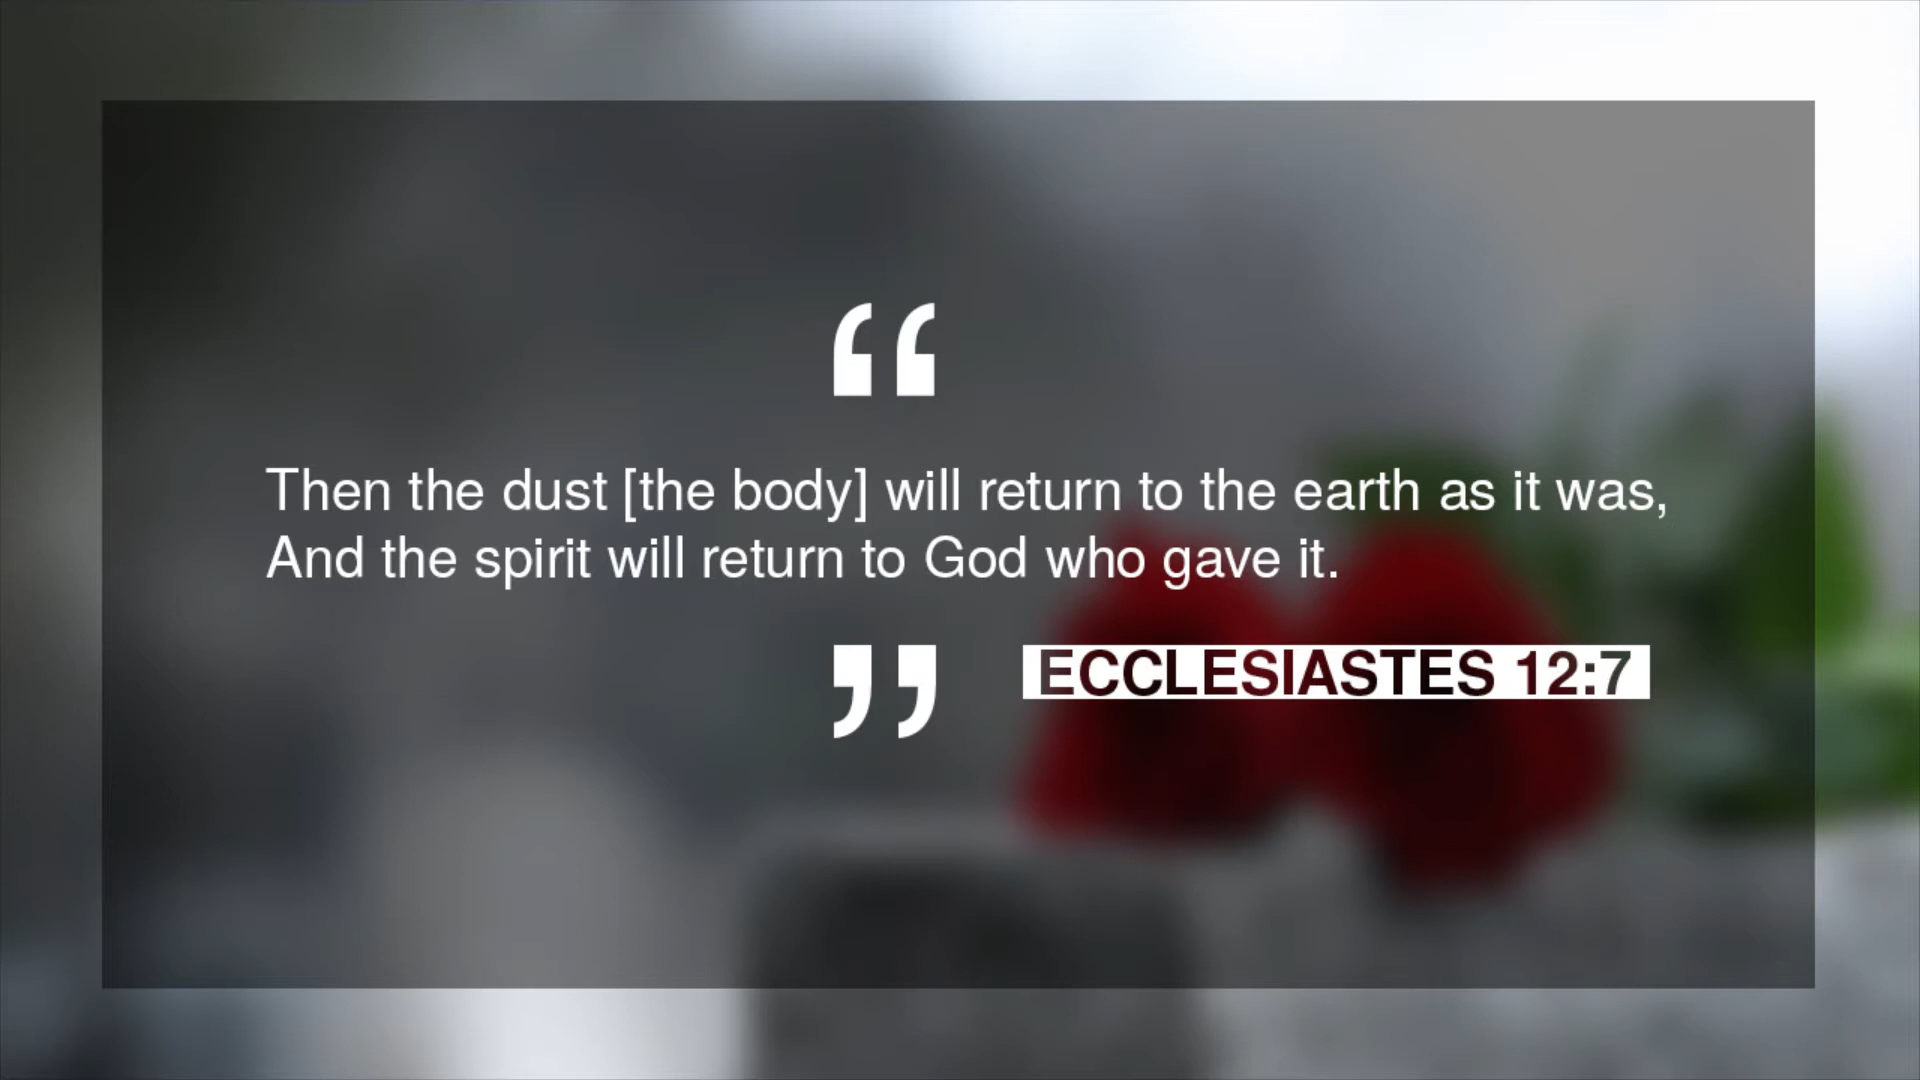 “
Then the dust [the body] will return to the earth as it was,
And the spirit will return to God who gave it.
”
ECCLESIASTES 12:7